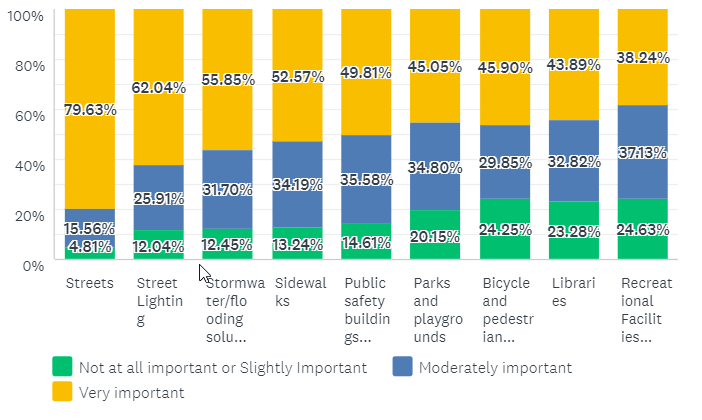 100%
80%
60%
40%
20%
0%
79.63%
15.56%
4.81%
62.04%
25.91%
12.04%
55.85%
31.70%
12.45%
52.57%
34.19%
13.24%
49.81%
35.58%
14.61%
45.05%
34.80%
20.15%
45.90%
29.85%
24.25%
43.89%
32.82%
23.28%
38.24%
37.13%
24.63%
Streets
Street
Lightin
g
Stormwa
ter/flo
oding
solu...
Sidewal
ks
Public
safety
buildin
gs...
Parks
and
playgro
unds
Bicycle
and
pedestr
ian...
Librari
es
Recreat
ional
Facilit
ies...
Not at all important or Slightly Important
Moderately important
Very important